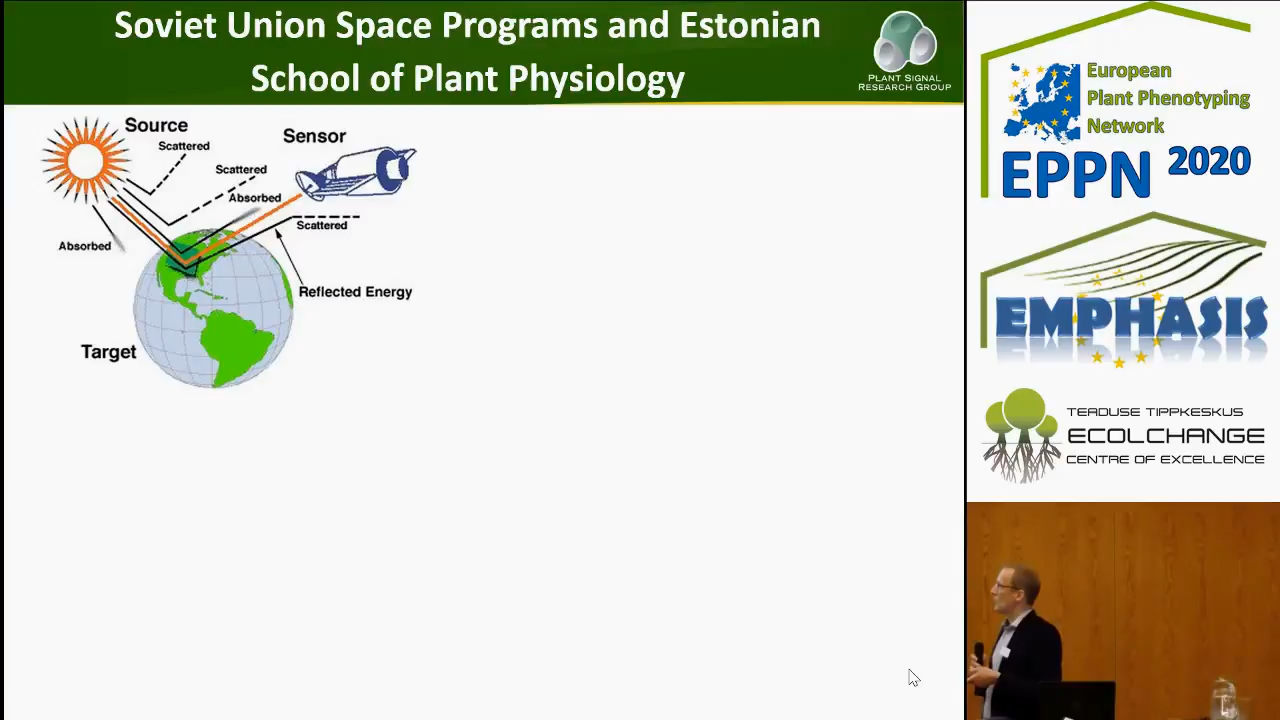 Soviet Union Space Programs and Estonian
School of Plant Physiology
PLANT SIGNAL
RESEARCH GROUP
Source
Scattered
Sensor
Scattered
Absorbed
Scattered
Absorbed
Reflected Energy
Target
European
Plant Phenotyping
Network
EPPN 2020
EMPHASIS
TEADUSE TIPPKESKUS
ECOLCHANGE
CENTRE OF EXCELLENCE